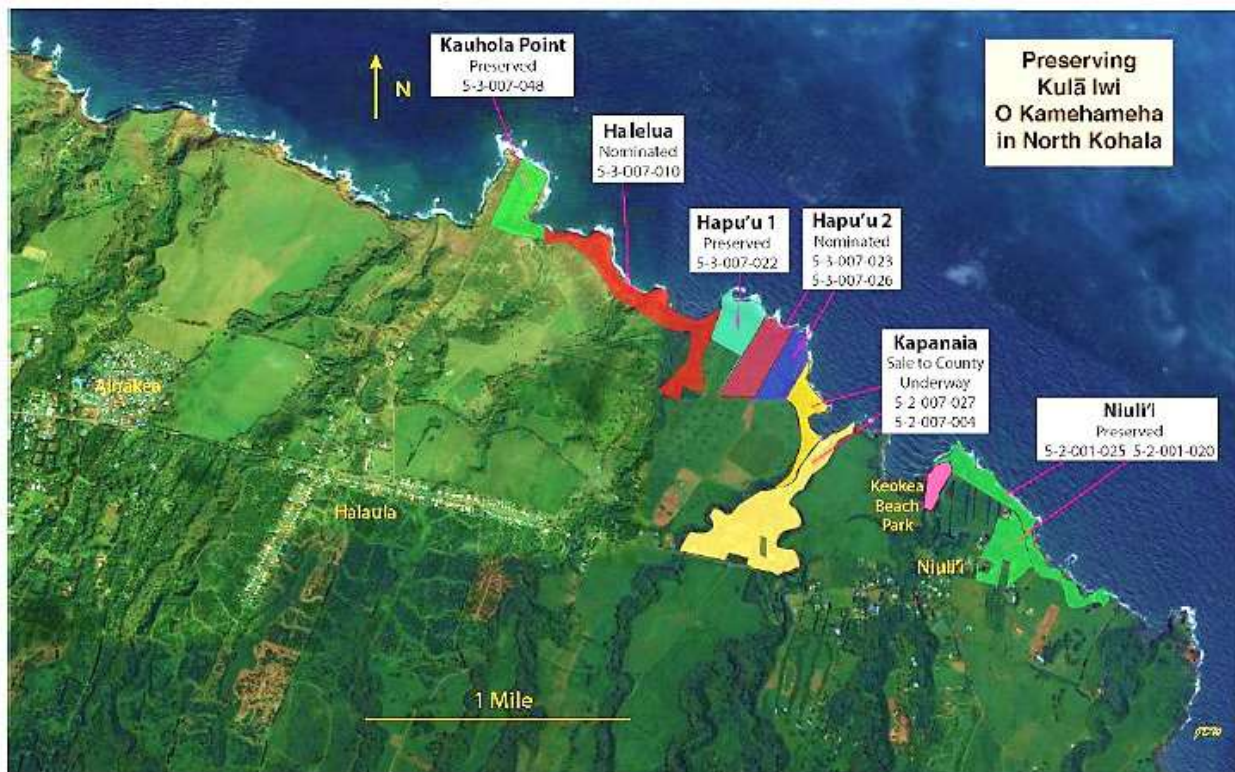 Kauhola Point
Preserved
5-3-007-048
N
Preserving
Kulā Iwi
O Kamehameha
in North Kohala
Halelua
Nominated
5-3-007-010
Hapu'u 1
Preserved
5-3-007-022
Hapu'u 2
Nominated
5-3-007-023
5-3-007-026
Kapanaia
Sale to County
Underway
5-2-007-027
5-2-007-004
Niuli'i
Preserved
5-2-001-025 5-2-001-020
Keokea
Beach
Park
Halaula
Niuli'i
1 Mile